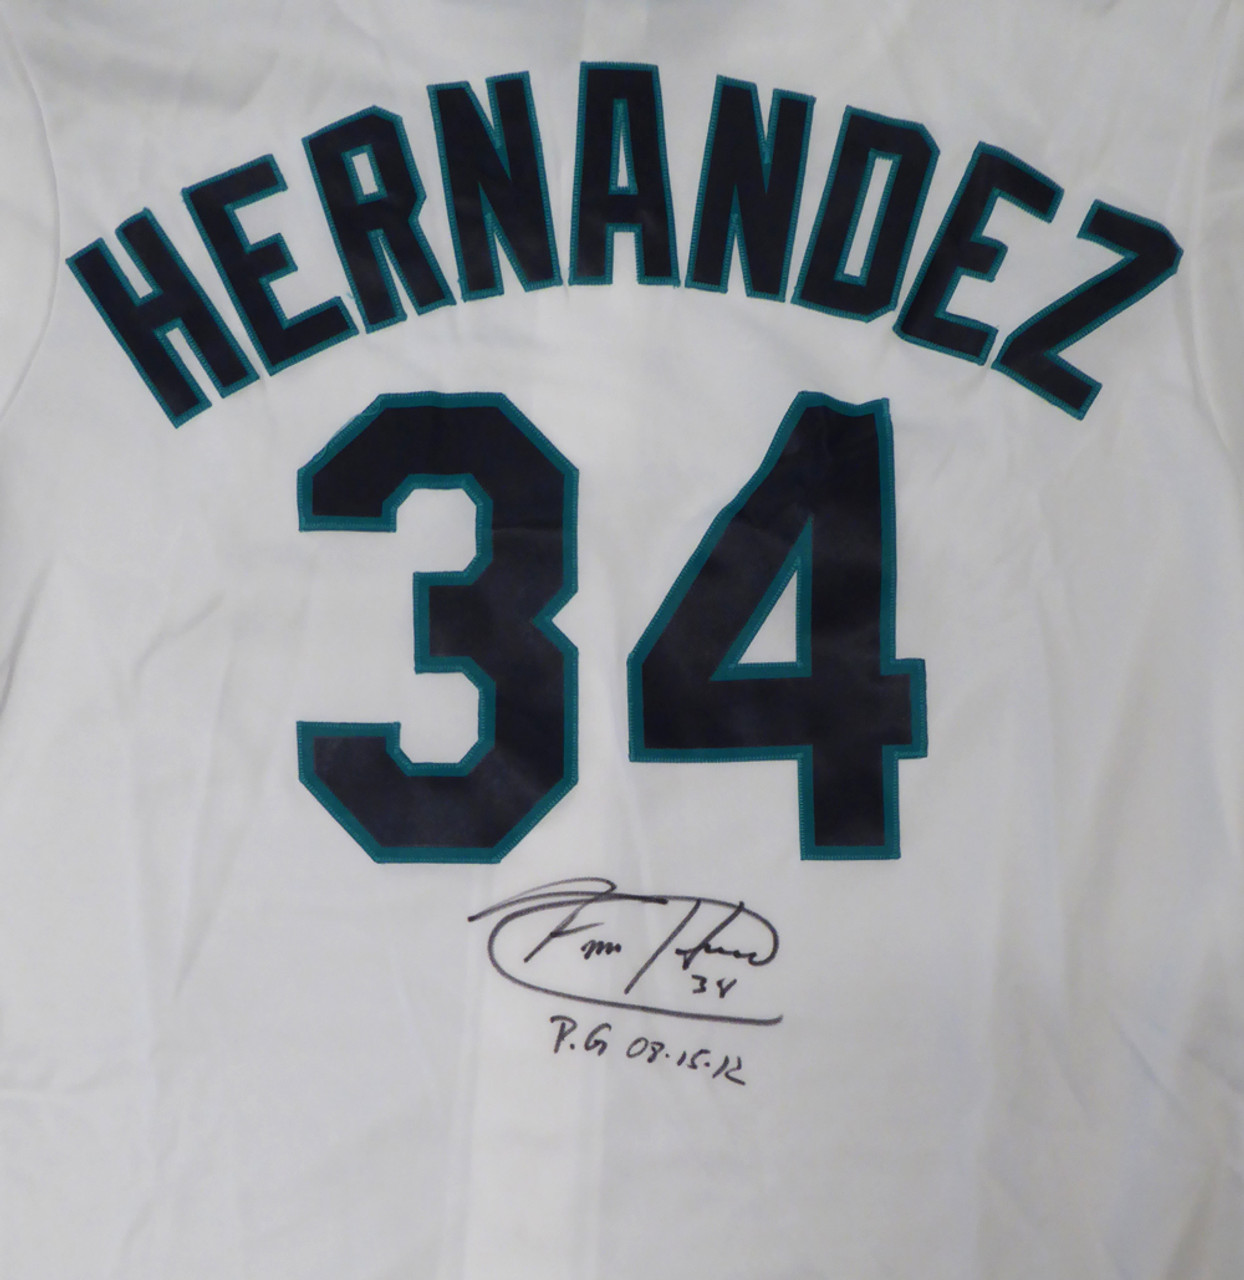 HERNANDEZ
34
34
P.G 08.15.12